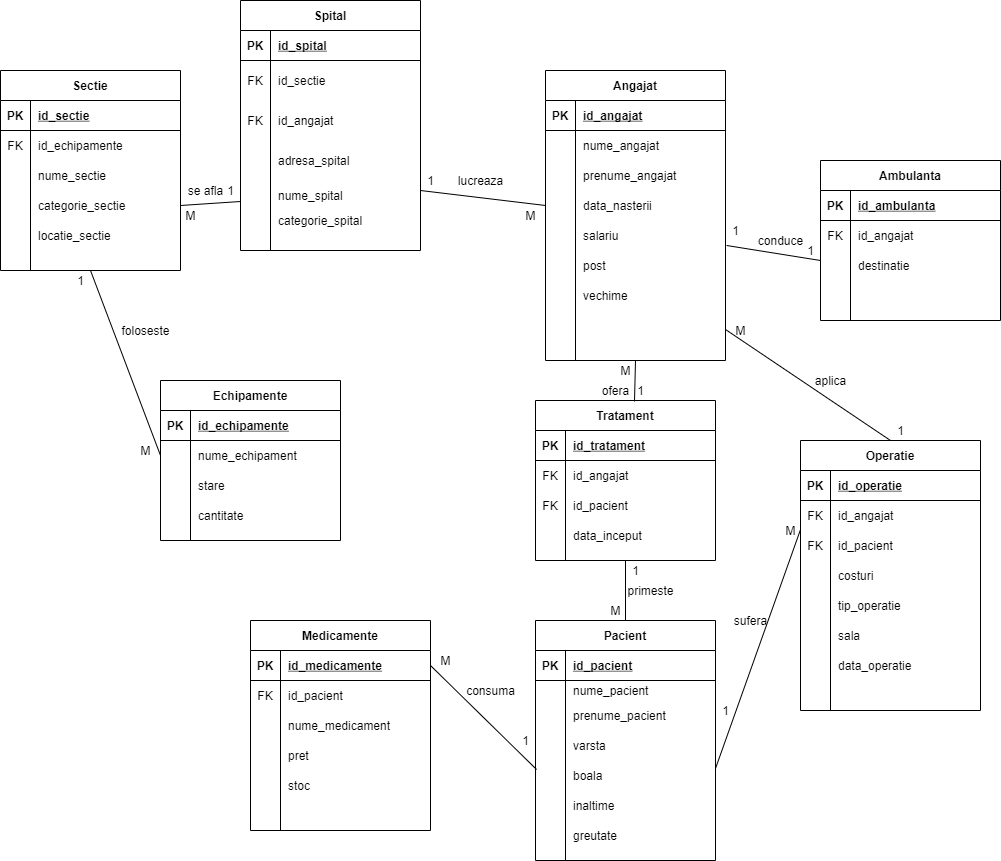 Spital
PK id_spital
FK id_sectie
FK id_angajat
adresa_spital
nume_spital
categorie_spital
Sectie
PK id_sectie
FK id_echipamente
nume_sectie
categorie_sectie
locatie_sectie
se afla 1
M
1 lucreaza
M
Angajat
PK id_angajat
nume_angajat
prenume_angajat
data_nasterii
salariu
post
vechime
1
conduce
1
Ambulanta
PK id_ambulanta
FK id_angajat
destinatie
1
foloseste
M
Echipamente
PK id_echipamente
nume_echipament
stare
cantitate
M
ofera 1
M
aplica
1
Tratament
PK id_tratament
FK id_angajat
FK id_pacient
data_inceput
Operatie
PK id_operatie
FK id_angajat
FK id_pacient
costuri
tip_operatie
sala
data_operatie
1
primeste
M
M
sufera
1
Medicamente
PK id_medicamente
FK id_pacient
nume_medicament
pret
stoc
M
consuma
1
Pacient
PK id_pacient
nume_pacient
prenume_pacient
varsta
boala
inaltime
greutate